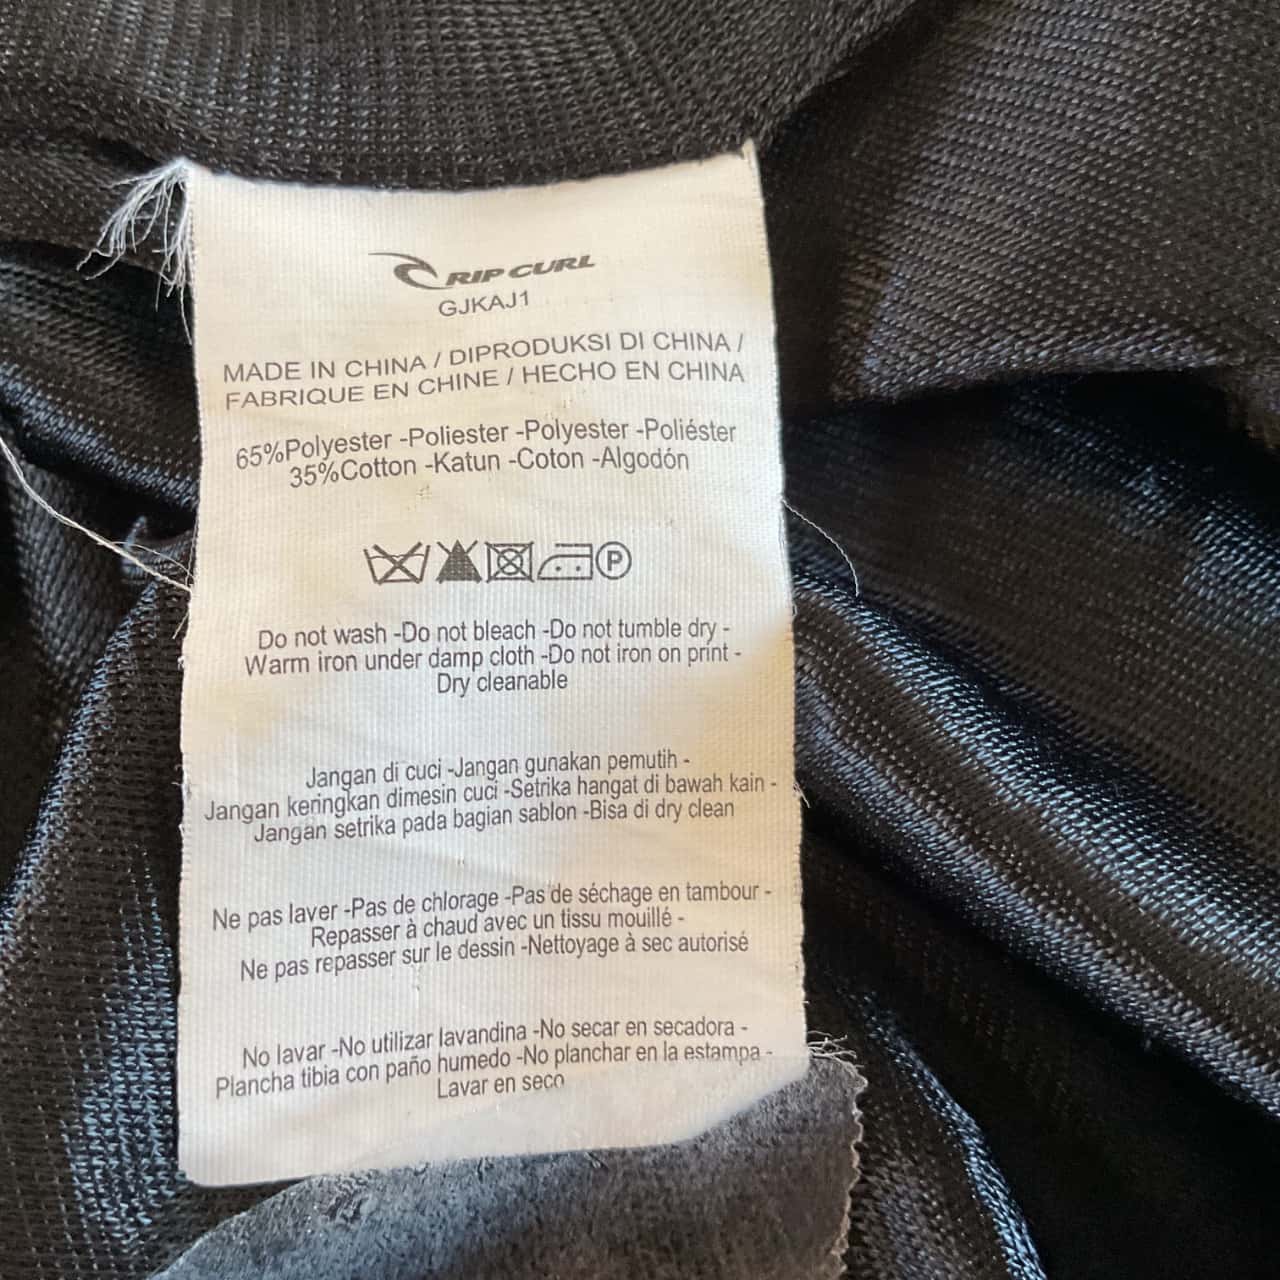 RIP CURL
GJKAJ1
MADE IN CHINA / DIPRODUKSI DI CHINA /
FABRIQUE EN CHINE / HECHO EN CHINA
65%Polyester -Poliester -Polyester -Poliéster
35%Cotton -Katun -Coton -Algodón
P
Do not wash -Do not bleach -Do not tumble dry -
Warm iron under damp cloth -Do not iron on print -
Dry cleanable
Jangan di cuci -Jangan gunakan pemutih -
Jangan keringkan dimesin cuci -Setrika hangat di bawah kain -
Jangan setrika pada bagian sablon -Bisa di dry clean
Ne pas laver -Pas de chlorage -Pas de séchage en tambour -
Repasser à chaud avec un tissu mouillé -
Ne pas repasser sur le dessin -Nettoyage à sec autorisé
No lavar -No utilizar lavandina -No secar en secadora -
Plancha tibia con paño humedo -No planchar en la estampa -
Lavar en seco